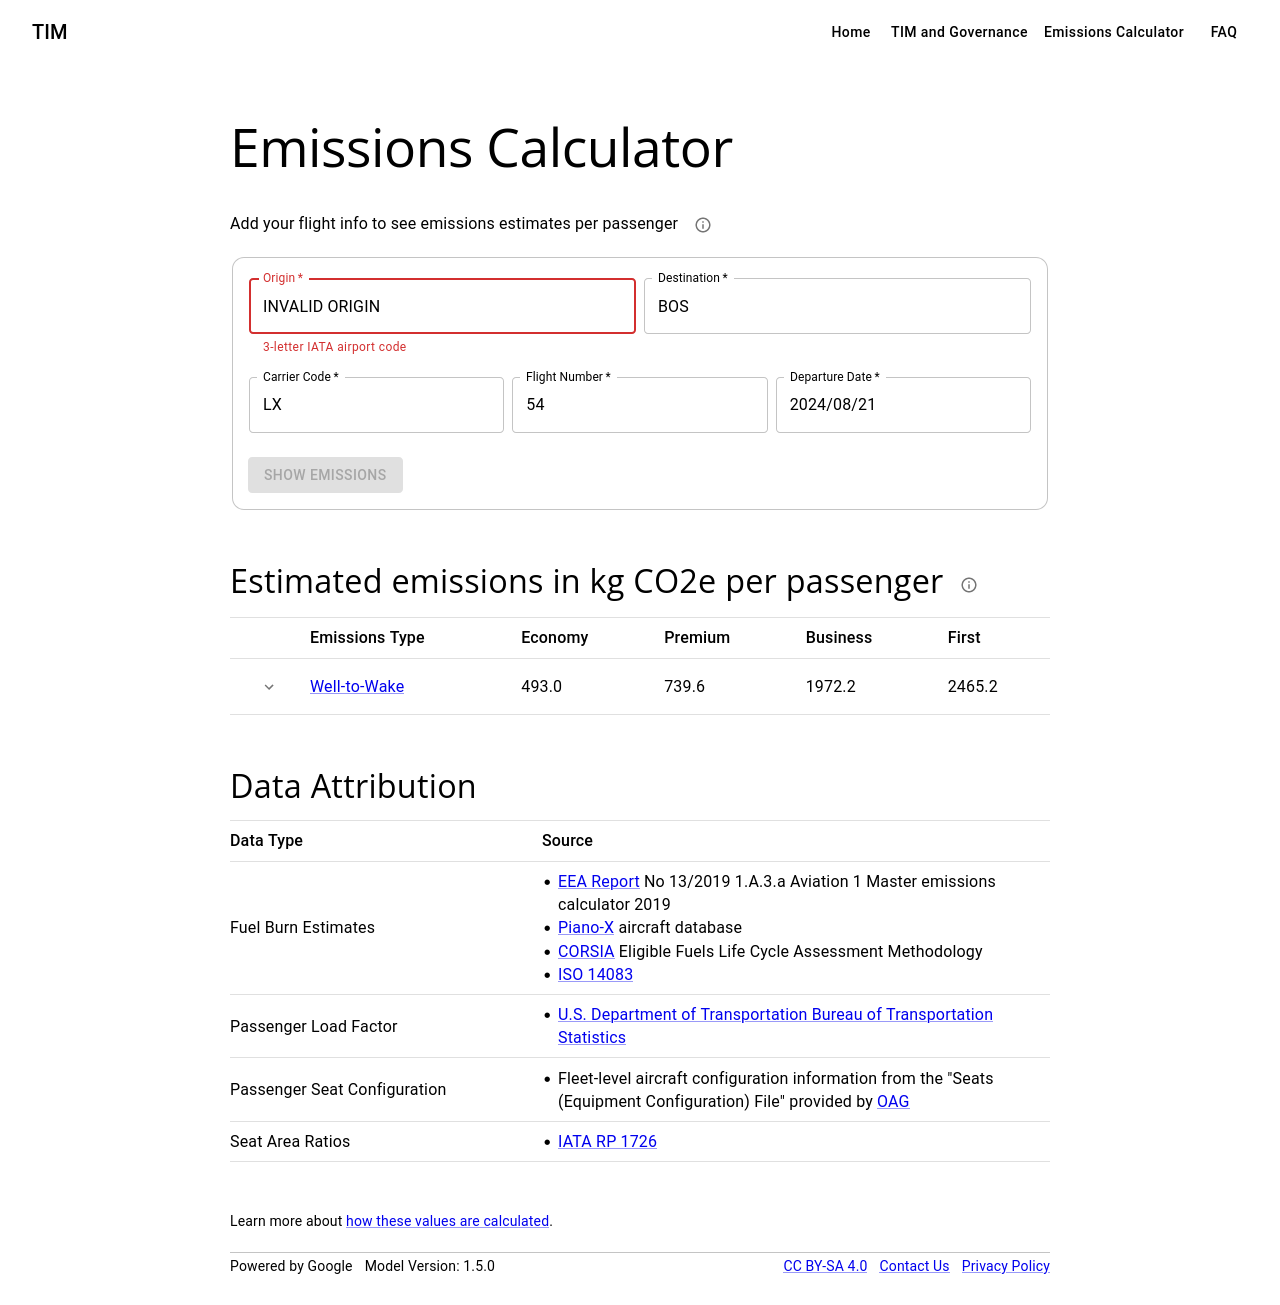 TIM
Home TIM and Governance Emissions Calculator FAQ
Emissions Calculator
Add your flight info to see emissions estimates per passenger
Origin *
INVALID ORIGIN
3-letter IATA airport code
Destination *
BOS
Carrier Code *
LX
Flight Number *
54
Departure Date *
2024/08/21
SHOW EMISSIONS
Estimated emissions in kg CO2e per passenger
Emissions Type Economy Premium Business First
Well-to-Wake 493.0 739.6 1972.2 2465.2
Data Attribution
Data Type Source
Fuel Burn Estimates
• EEA Report No 13/2019 1.A.3.a Aviation 1 Master emissions
calculator 2019
• Piano-X aircraft database
• CORSIA Eligible Fuels Life Cycle Assessment Methodology
• ISO 14083
Passenger Load Factor
• U.S. Department of Transportation Bureau of Transportation
Statistics
Passenger Seat Configuration
• Fleet-level aircraft configuration information from the "Seats
(Equipment Configuration) File" provided by OAG
Seat Area Ratios
• IATA RP 1726
Learn more about how these values are calculated.
Powered by Google Model Version: 1.5.0 CC BY-SA 4.0 Contact Us Privacy Policy